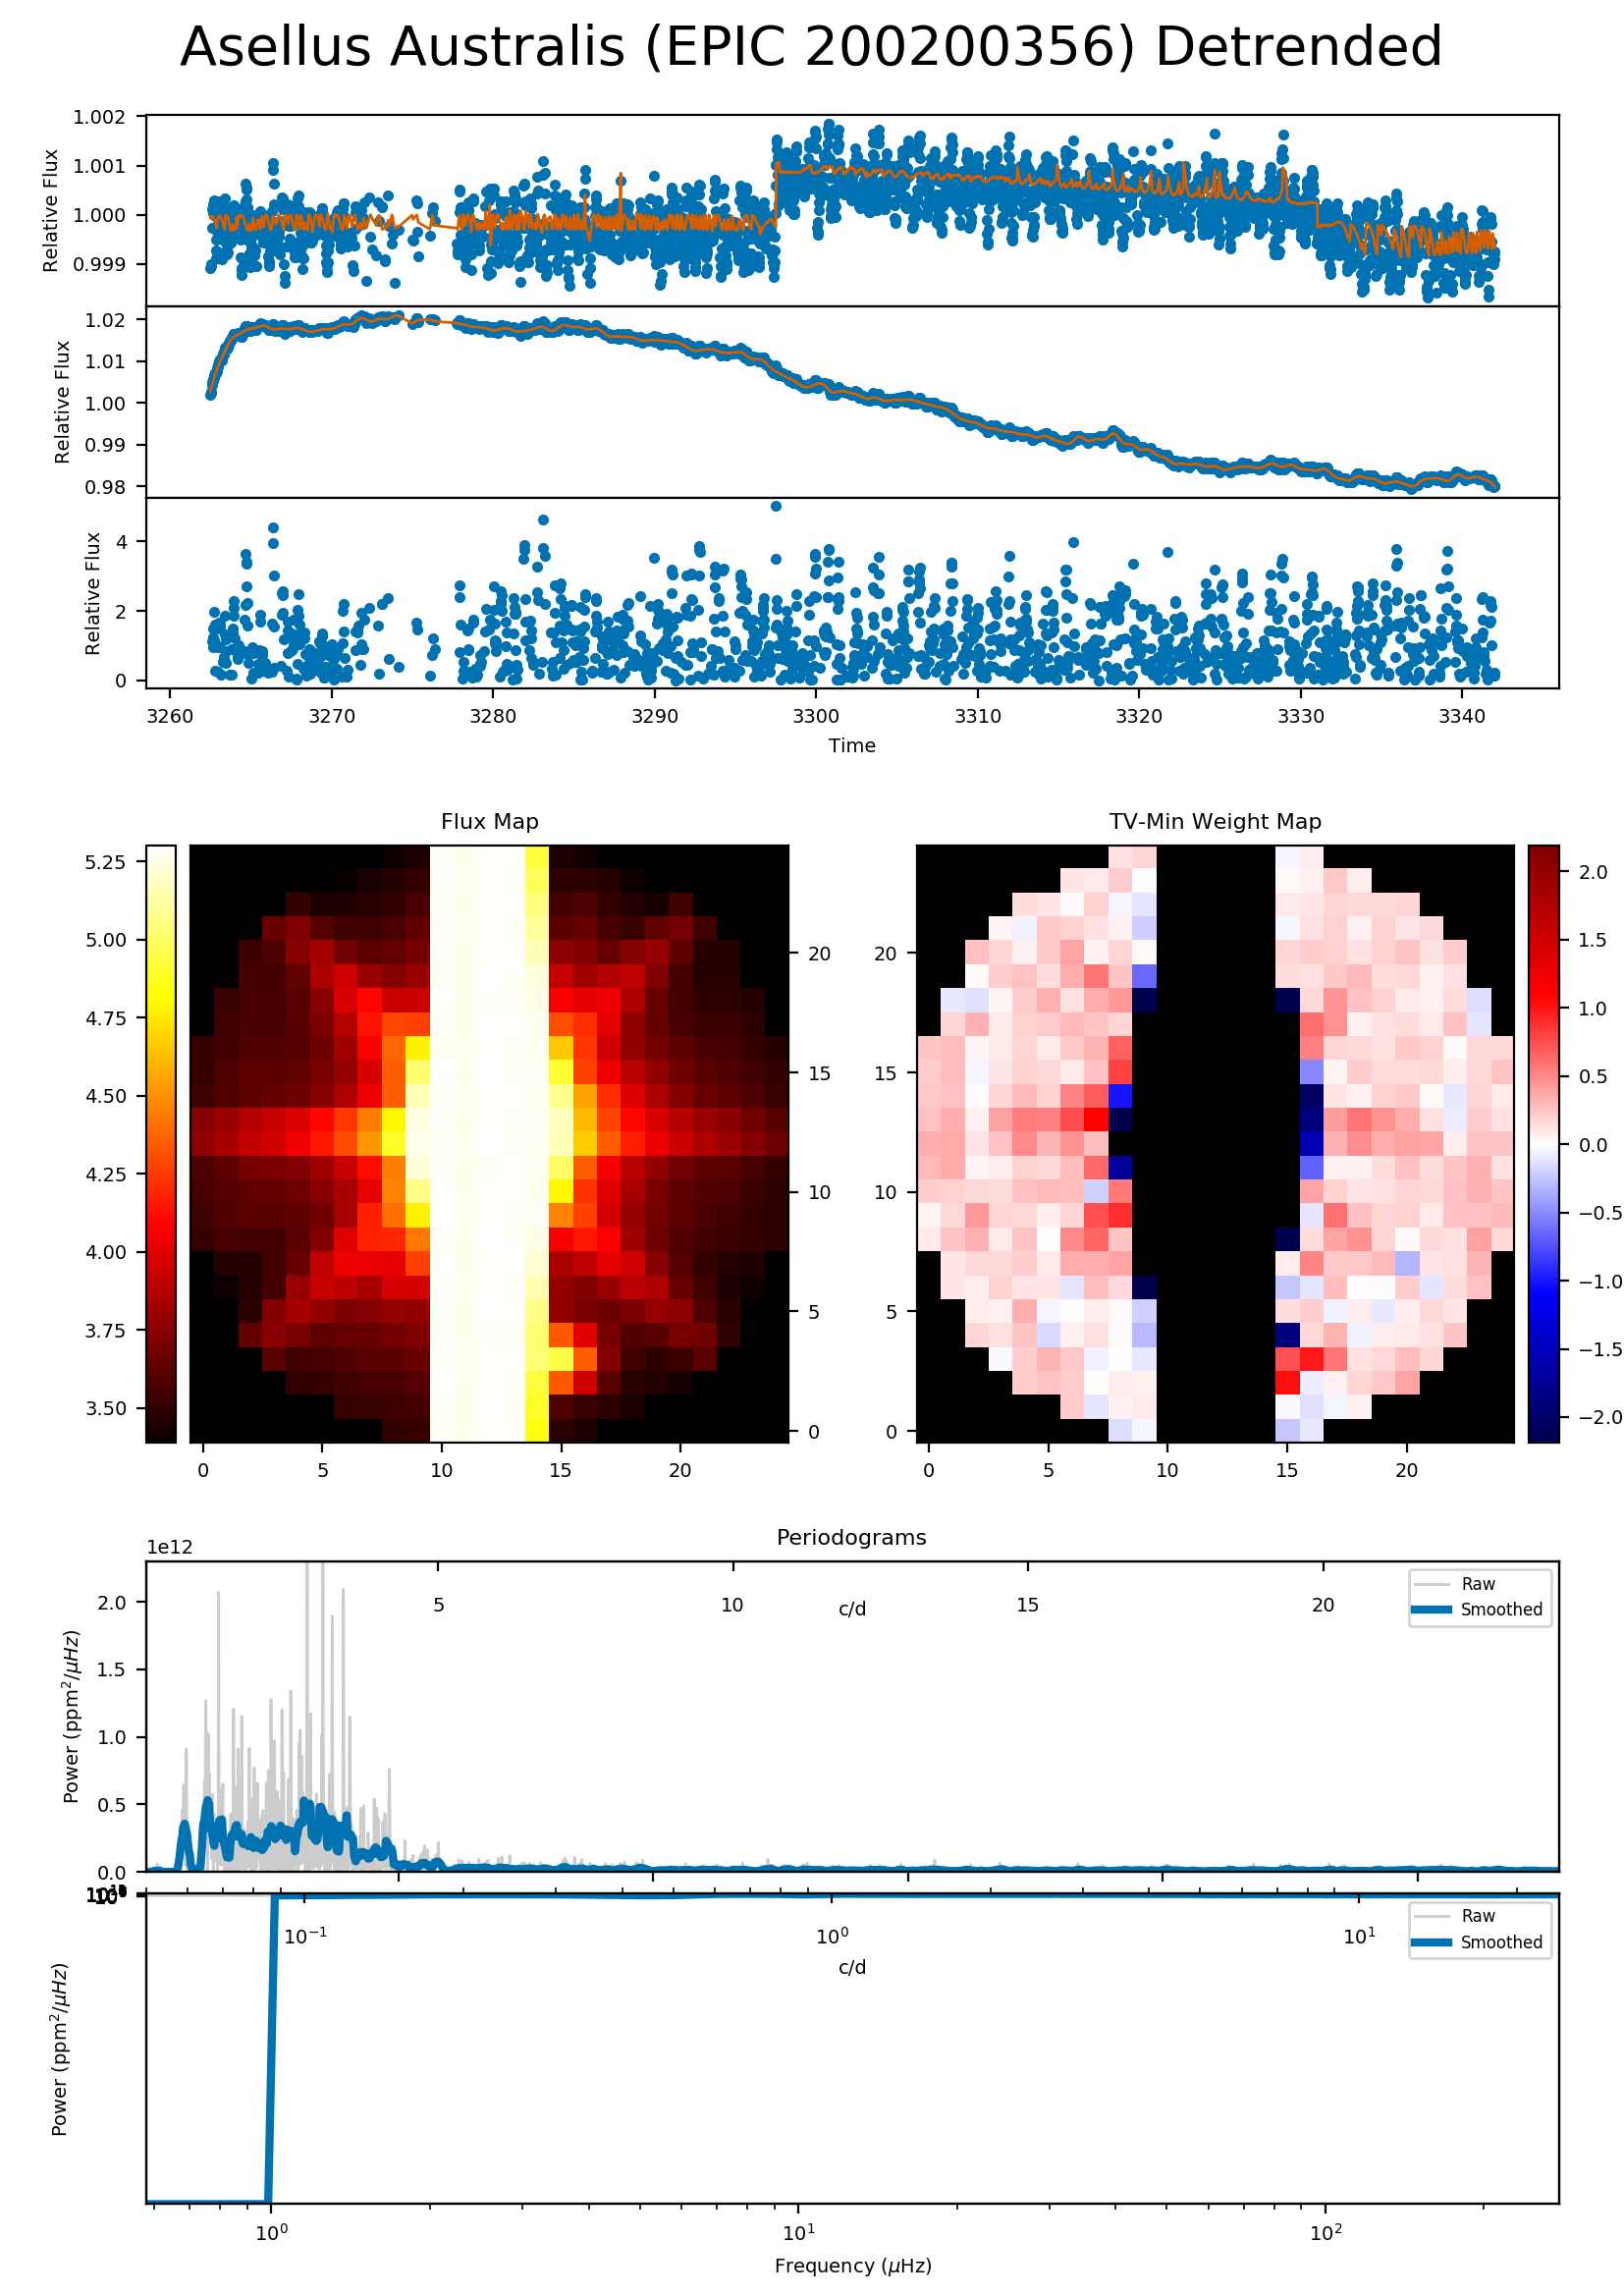 Asellus Australis (EPIC 200200356) Detrended
1.002
1.001
1.000
0.999
Relative Flux
1.02
1.01
1.00
0.99
0.98
Relative Flux
4
2
0
Relative Flux
3260 3270 3280 3290 3300 3310 3320 3330 3340
Time
Flux Map
TV-Min Weight Map
5.25
5.00
4.75
4.50
4.25
4.00
3.75
3.50
20
15
10
5
0
0 5 10 15 20
20
15
10
5
0
0 5 10 15 20
2.0
1.5
1.0
0.5
0.0
−0.5
−1.0
−1.5
−2.0
Periodograms
1e12
2.0
1.5
1.0
0.5
0.0
Power (ppm²/μHz)
5 10 15 20
c/d
Raw
Smoothed
10⁻¹ 10⁰ 10¹
c/d
Raw
Smoothed
Power (ppm²/μHz)
10⁰ 10¹ 10²
Frequency (μHz)